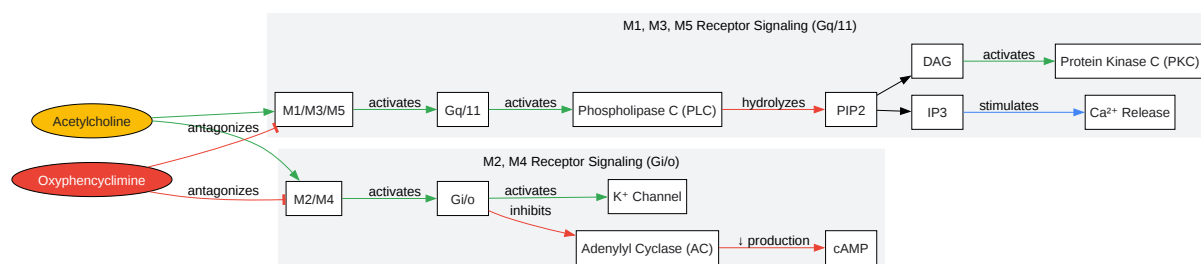 M1, M3, M5 Receptor Signaling (Gq/11)
DAG
activates
Protein Kinase C (PKC)
Acetylcholine
M1/M3/M5
activates
Gq/11
activates
Phospholipase C (PLC)
hydrolyzes
PIP2
IP3
stimulates
Ca²⁺ Release
antagonizes
M2, M4 Receptor Signaling (Gi/o)
Oxyphencyclimine
antagonizes
M2/M4
activates
Gi/o
activates
K⁺ Channel
inhibits
Adenylyl Cyclase (AC)
↓ production
cAMP